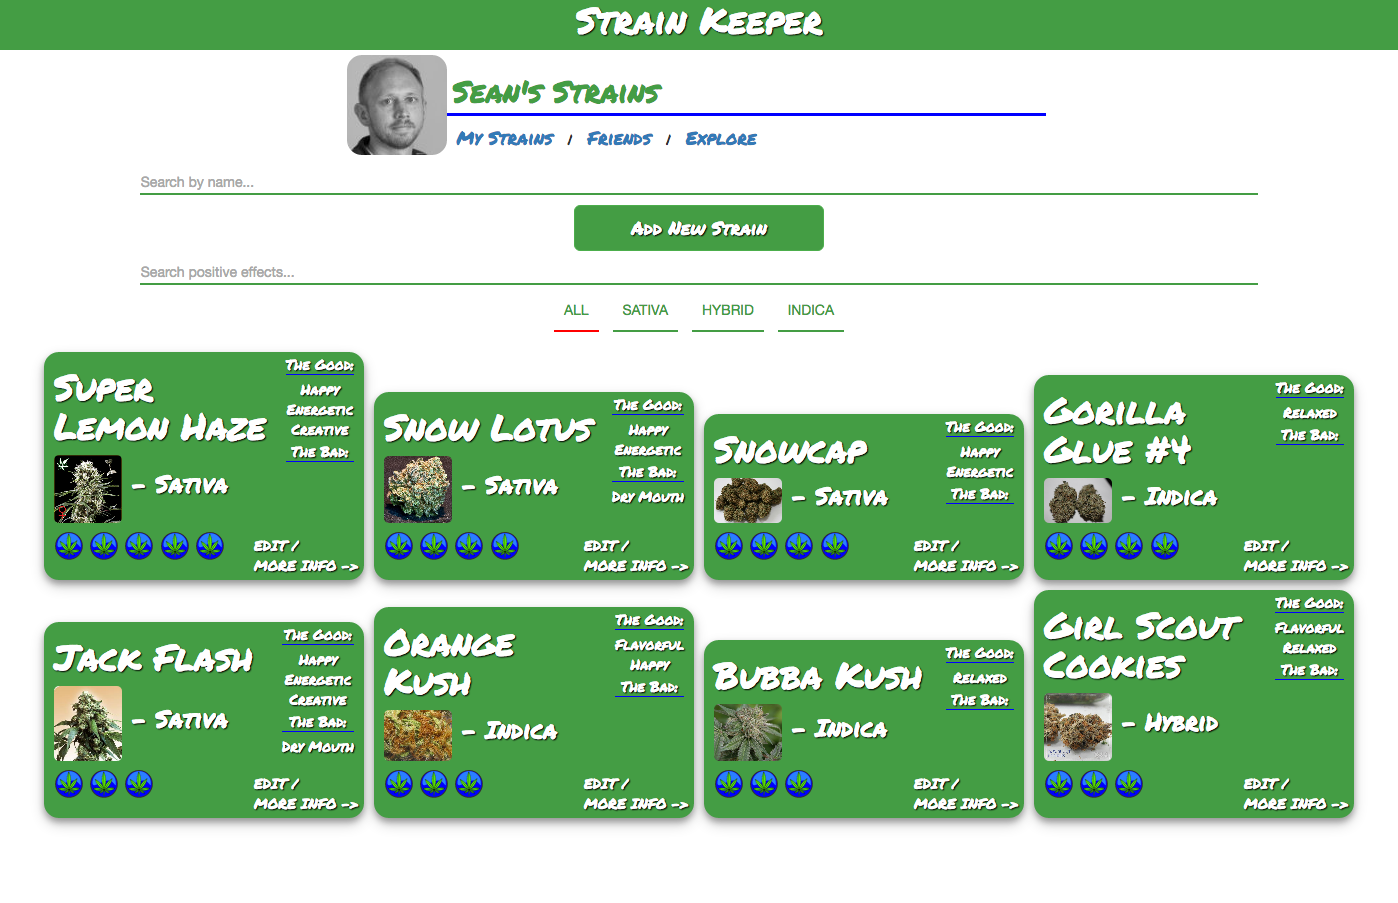 Strain Keeper
Sean's Strains
My Strains / Friends / Explore
Search by name...
Add New Strain
Search positive effects...
ALL SATIVA HYBRID INDICA
Super
Lemon Haze
- Sativa
The Good:
Happy
Energetic
Creative
The Bad:
EDIT /
MORE INFO ->
Snow Lotus
- Sativa
The Good:
Happy
Energetic
The Bad:
Dry Mouth
EDIT /
MORE INFO ->
Snowcap
- Sativa
The Good:
Happy
Energetic
The Bad:
EDIT /
MORE INFO ->
Gorilla
Glue #4
- Indica
The Good:
Relaxed
The Bad:
EDIT /
MORE INFO ->
Jack Flash
- Sativa
The Good:
Happy
Energetic
Creative
The Bad:
Dry Mouth
EDIT /
MORE INFO ->
Orange
Kush
- Indica
The Good:
Flavorful
Happy
The Bad:
EDIT /
MORE INFO ->
Bubba Kush
- Indica
The Good:
Relaxed
The Bad:
EDIT /
MORE INFO ->
Girl Scout
Cookies
- Hybrid
The Good:
Flavorful
Relaxed
The Bad:
EDIT /
MORE INFO ->